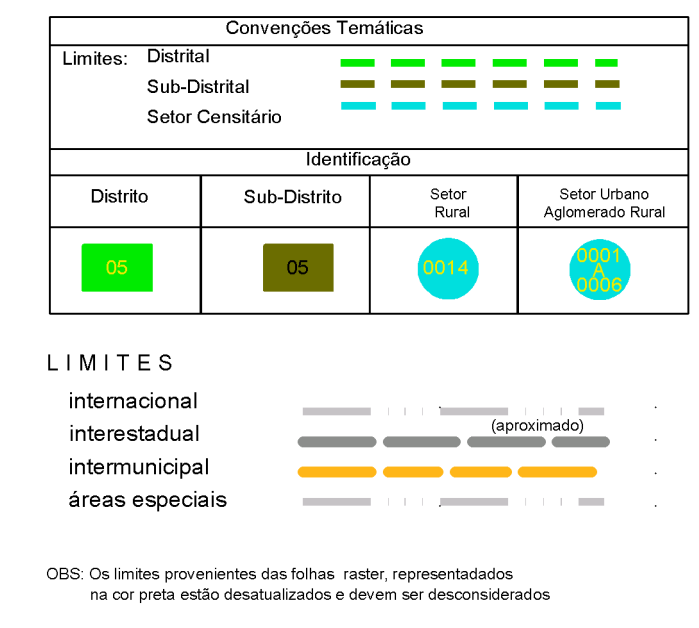 Convenções Temáticas
Limites: Distrital
Sub-Distrital
Setor Censitário
Identificação
Distrito
Sub-Distrito
Setor
Rural
Setor Urbano
Aglomerado Rural
05
05
0014
0001
A
0006
LIMITES
internacional
interestadual
(aproximado)
intermunicipal
áreas especiais
OBS: Os limites provenientes das folhas raster, representadados
na cor preta estão desatualizados e devem ser desconsiderados